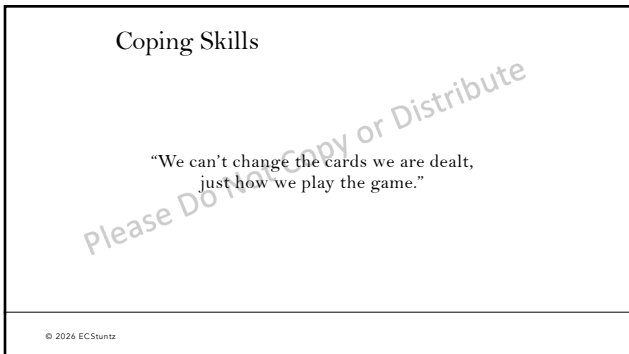 Coping Skills
“We can’t change the cards we are dealt,
just how we play the game.”
Please Do Not Copy or Distribute
© 2026 ECStuntz